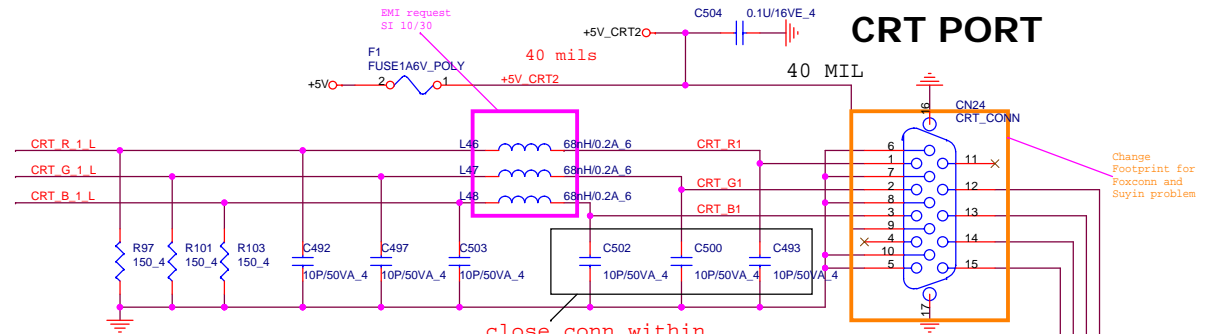 EMI request
SI 10/30
C504
0.1U/16VE_4
CRT PORT
+5V_CRT2
F1
FUSE1A6V_POLY
40 mils
40 MIL
+5V
2
1
+5V_CRT2
16
CN24
CRT_CONN
CRT_R_1_L
L46
68nH/0.2A_6
CRT_R1
6
1
11
CRT_G_1_L
L47
68nH/0.2A_6
CRT_G1
7
2
12
CRT_B_1_L
L48
68nH/0.2A_6
CRT_B1
8
3
13
9
4
14
10
5
15
17
Change
Footprint for
Foxconn and
Suyin problem
R97
150_4
R101
150_4
R103
150_4
C492
10P/50VA_4
C497
10P/50VA_4
C503
10P/50VA_4
C502
10P/50VA_4
C500
10P/50VA_4
C493
10P/50VA_4
close conn within